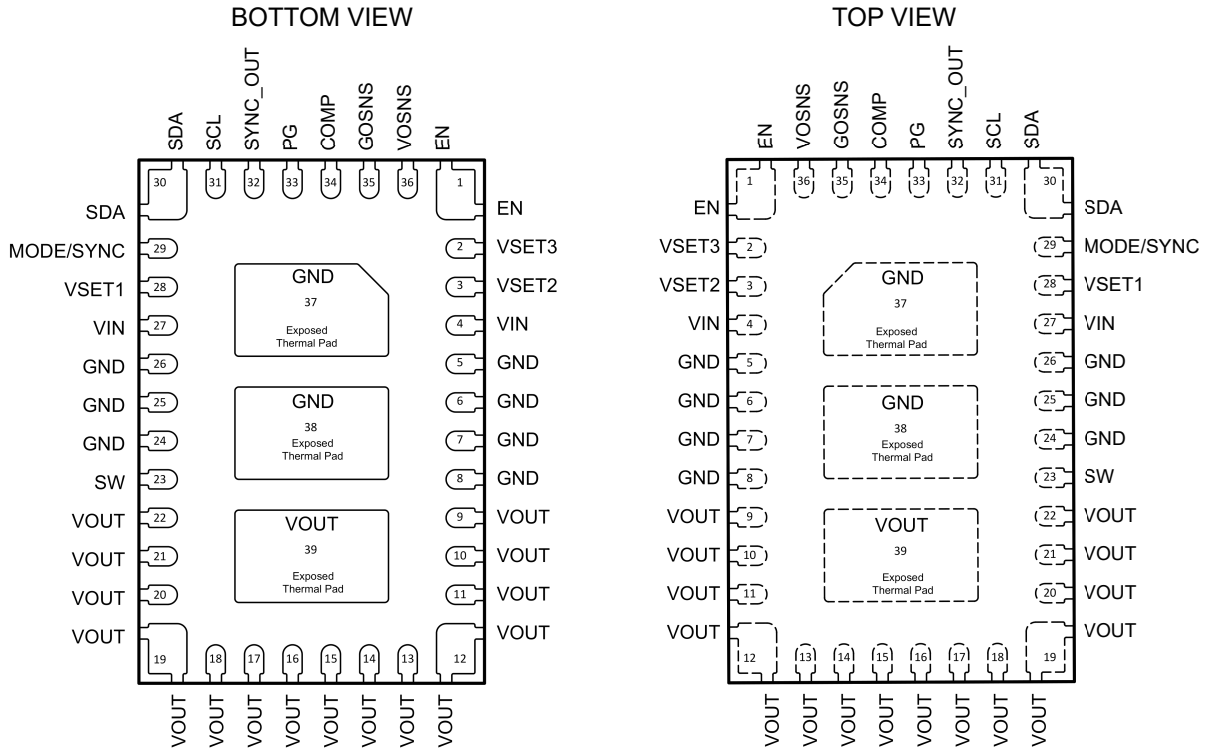 BOTTOM VIEW
SDA
SCL
SYNC_OUT
PG
COMP
GOSNS
VOSNS
EN
30
31
32
33
34
35
36
1
SDA
EN
MODE/SYNC
29
2
VSET3
VSET1
28
3
VSET2
VIN
27
4
VIN
GND
26
5
GND
GND
25
6
GND
GND
24
7
GND
SW
23
8
GND
VOUT
22
9
VOUT
VOUT
21
10
VOUT
VOUT
20
11
VOUT
VOUT
VOUT
19
18
17
16
15
14
13
12
VOUT
VOUT
VOUT
VOUT
VOUT
VOUT
VOUT
VOUT
GND
37
Exposed
Thermal Pad
GND
38
Exposed
Thermal Pad
VOUT
39
Exposed
Thermal Pad
TOP VIEW
EN
VOSNS
GOSNS
COMP
PG
SYNC_OUT
SCL
SDA
1
36
35
34
33
32
31
30
EN
SDA
VSET3
2
29
MODE/SYNC
VSET2
3
28
VSET1
VIN
4
27
VIN
GND
5
26
GND
GND
6
25
GND
GND
7
24
GND
GND
8
23
SW
VOUT
9
22
VOUT
VOUT
10
21
VOUT
VOUT
11
20
VOUT
VOUT
VOUT
12
13
14
15
16
17
18
19
VOUT
VOUT
VOUT
VOUT
VOUT
VOUT
VOUT
VOUT
GND
37
Exposed
Thermal Pad
GND
38
Exposed
Thermal Pad
VOUT
39
Exposed
Thermal Pad